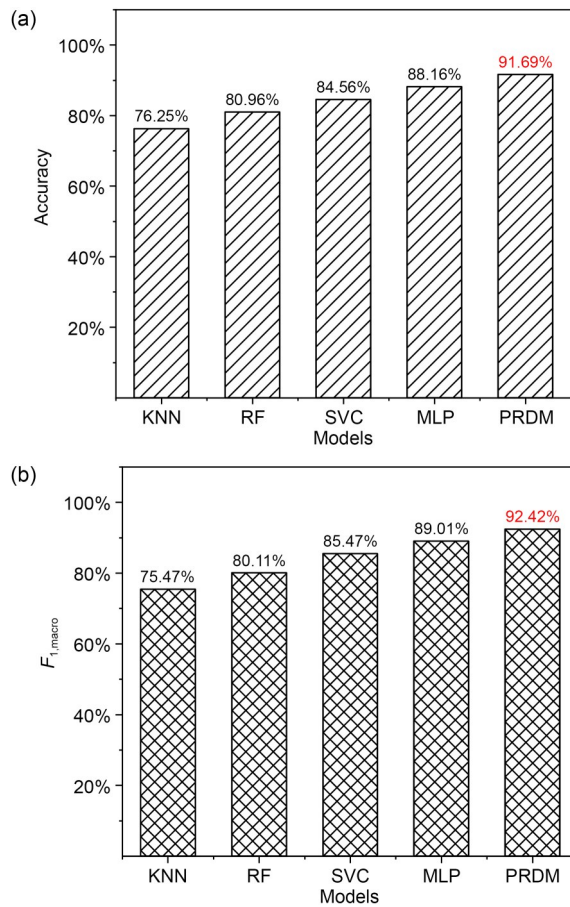 (a)
100%
80%
60%
40%
20%
Accuracy
76.25%
80.96%
84.56%
88.16%
91.69%
KNN RF SVC MLP PRDM
Models
(b)
100%
80%
60%
40%
20%
F1,macro
75.47%
80.11%
85.47%
89.01%
92.42%
KNN RF SVC MLP PRDM
Models